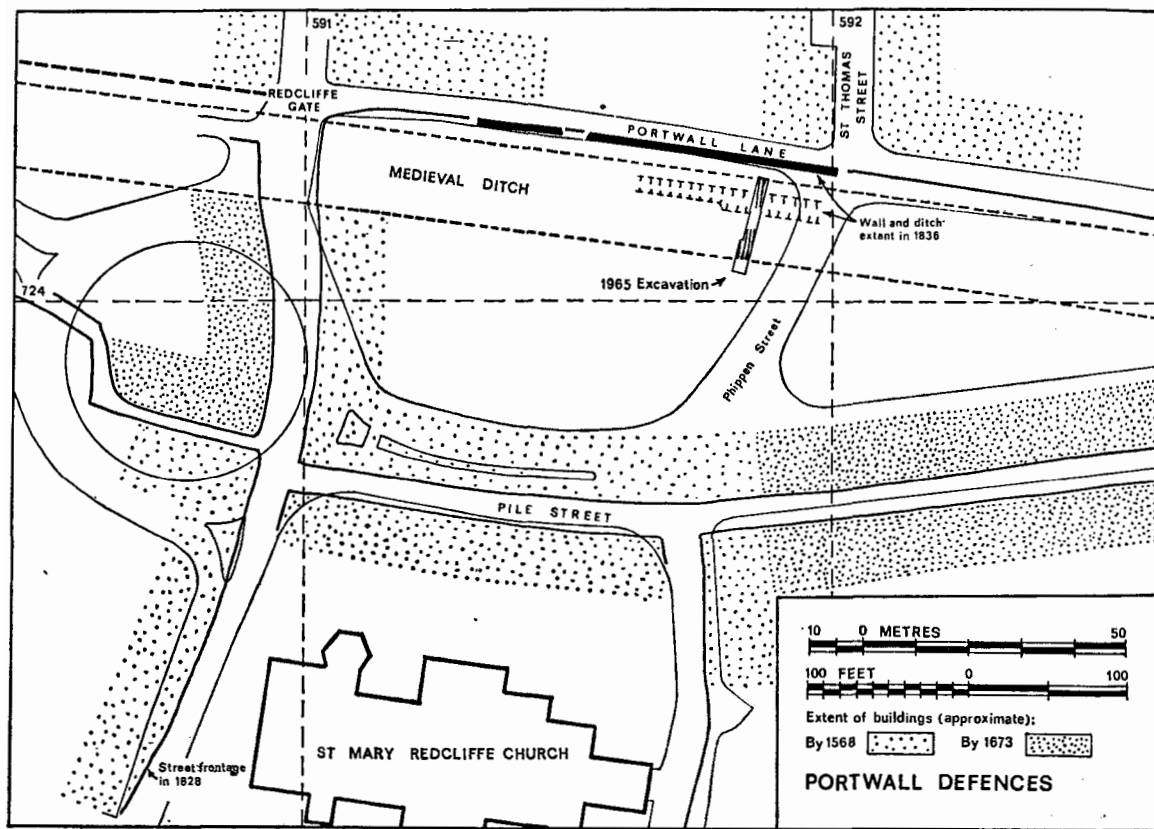 591
592
REDCLIFFE
GATE
ST THOMAS
STREET
PORTWALL LANE
MEDIEVAL DITCH
Wall and ditch
extent in 1836
1965 Excavation
724
Phippen Street
PILE STREET
ST MARY REDCLIFFE CHURCH
Street frontage
in 1828
10 0 METRES 50
100 FEET 0 100
Extent of buildings (approximate):
By 1568 By 1673
PORTWALL DEFENCES